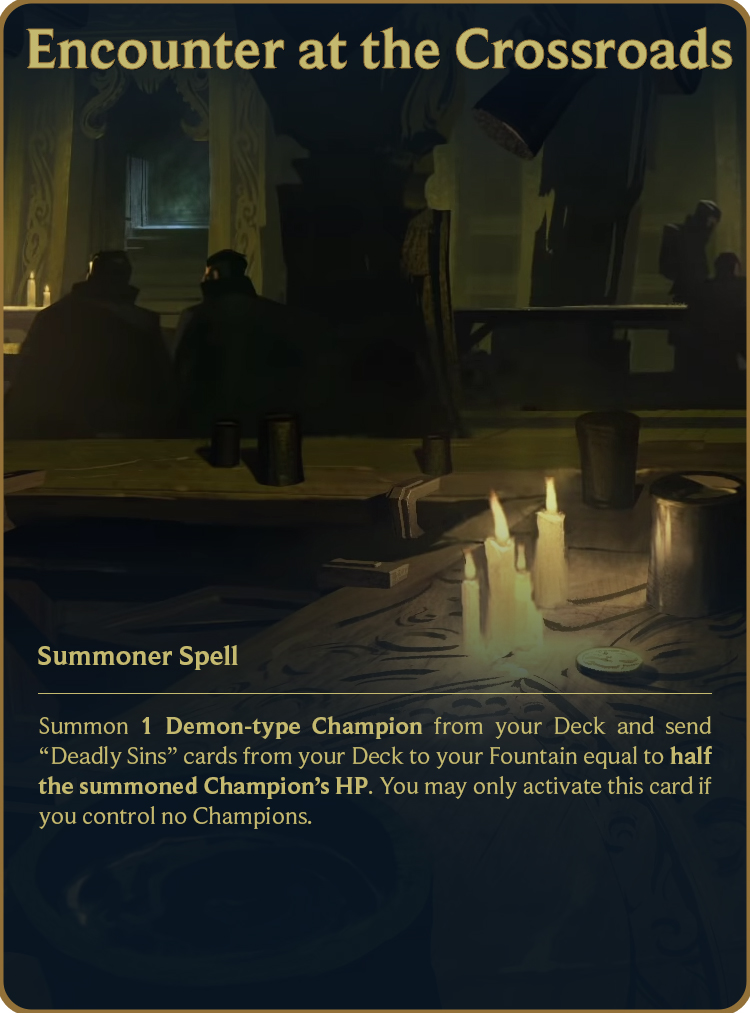 Encounter at the Crossroads
Summoner Spell
Summon 1 Demon-type Champion from your Deck and send
“Deadly Sins” cards from your Deck to your Fountain equal to half
the summoned Champion’s HP. You may only activate this card if
you control no Champions.